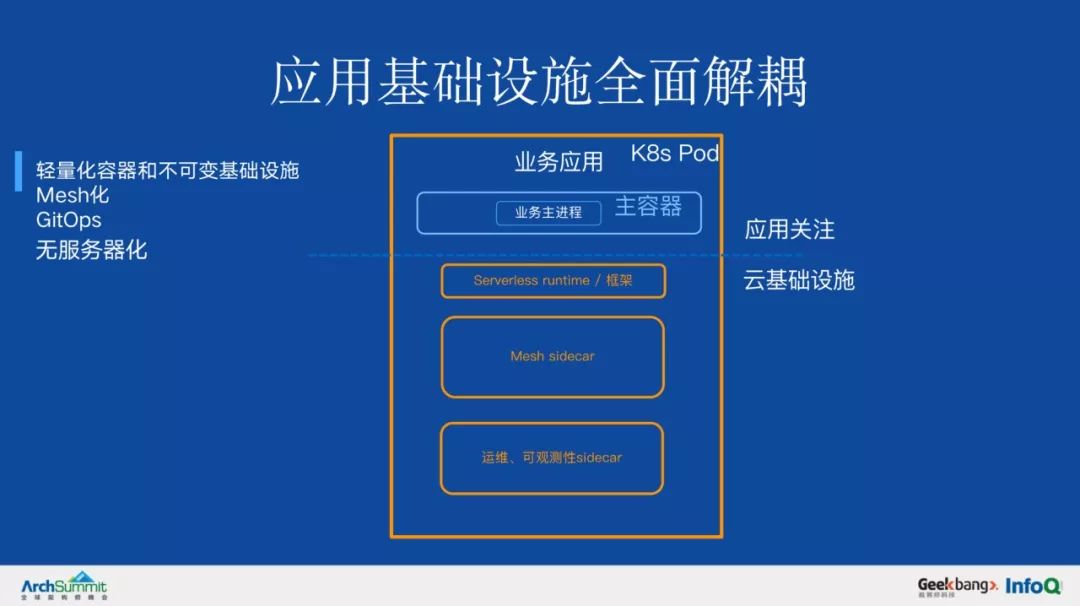 应用基础设施全面解耦
轻量化容器和不可变基础设施
Mesh化
GitOps
无服务器化
业务应用
K8s Pod
业务主进程
主容器
应用关注
云基础设施
Serverless runtime / 框架
Mesh sidecar
运维、可观测性sidecar
ArchSummit
全球架构师峰会
Geekbang>.
极客邦科技
InfoQ